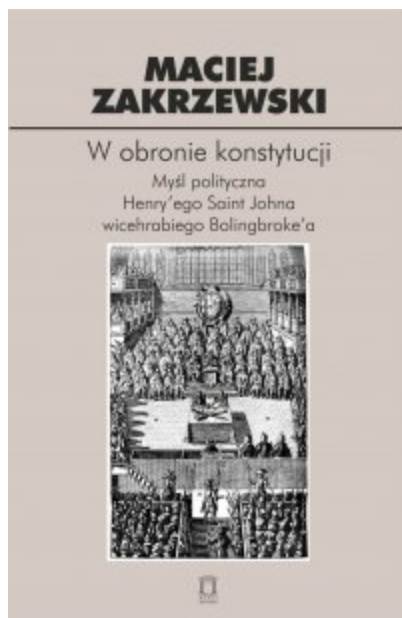 MACIEJ
ZAKRZEWSKI
W obronie konstytucji
Myśl polityczna
Henry'ego Saint Johna
wicehrabiego Bolingbroke'a